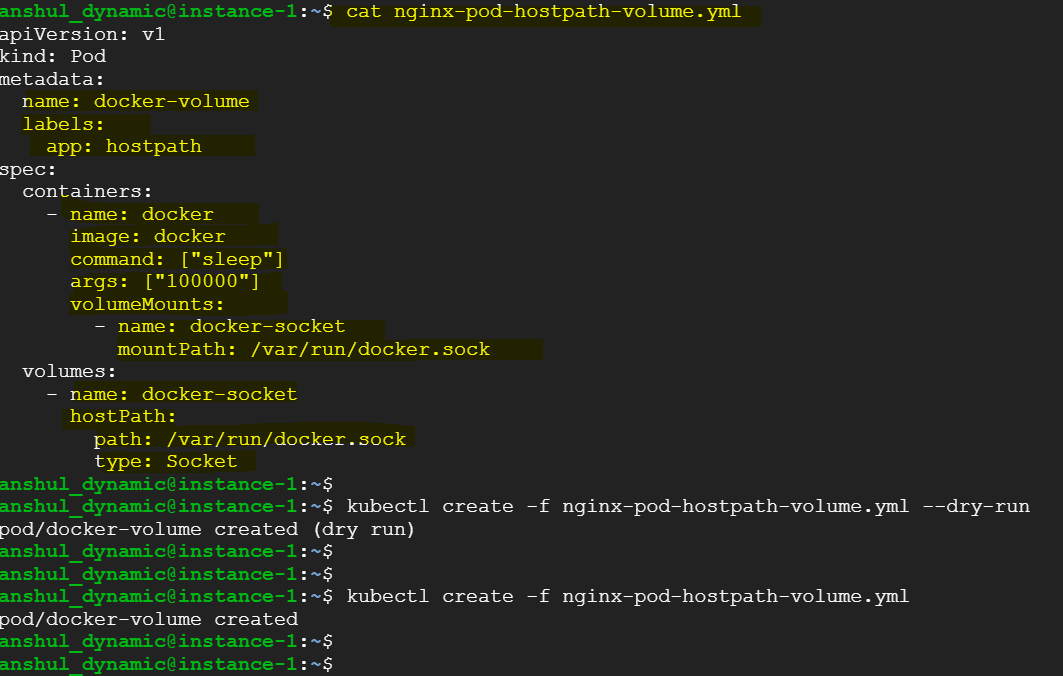 anshul_dynamic@instance-1:~$ cat nginx-pod-hostpath-volume.yml
apiVersion: v1
kind: Pod
metadata:
  name: docker-volume
  labels:
    app: hostpath
spec:
  containers:
    - name: docker
      image: docker
      command: ["sleep"]
      args: ["100000"]
      volumeMounts:
        - name: docker-socket
          mountPath: /var/run/docker.sock
  volumes:
    - name: docker-socket
      hostPath:
        path: /var/run/docker.sock
        type: Socket
anshul_dynamic@instance-1:~$
anshul_dynamic@instance-1:~$ kubectl create -f nginx-pod-hostpath-volume.yml --dry-run
pod/docker-volume created (dry run)
anshul_dynamic@instance-1:~$
anshul_dynamic@instance-1:~$
anshul_dynamic@instance-1:~$ kubectl create -f nginx-pod-hostpath-volume.yml
pod/docker-volume created
anshul_dynamic@instance-1:~$
anshul_dynamic@instance-1:~$